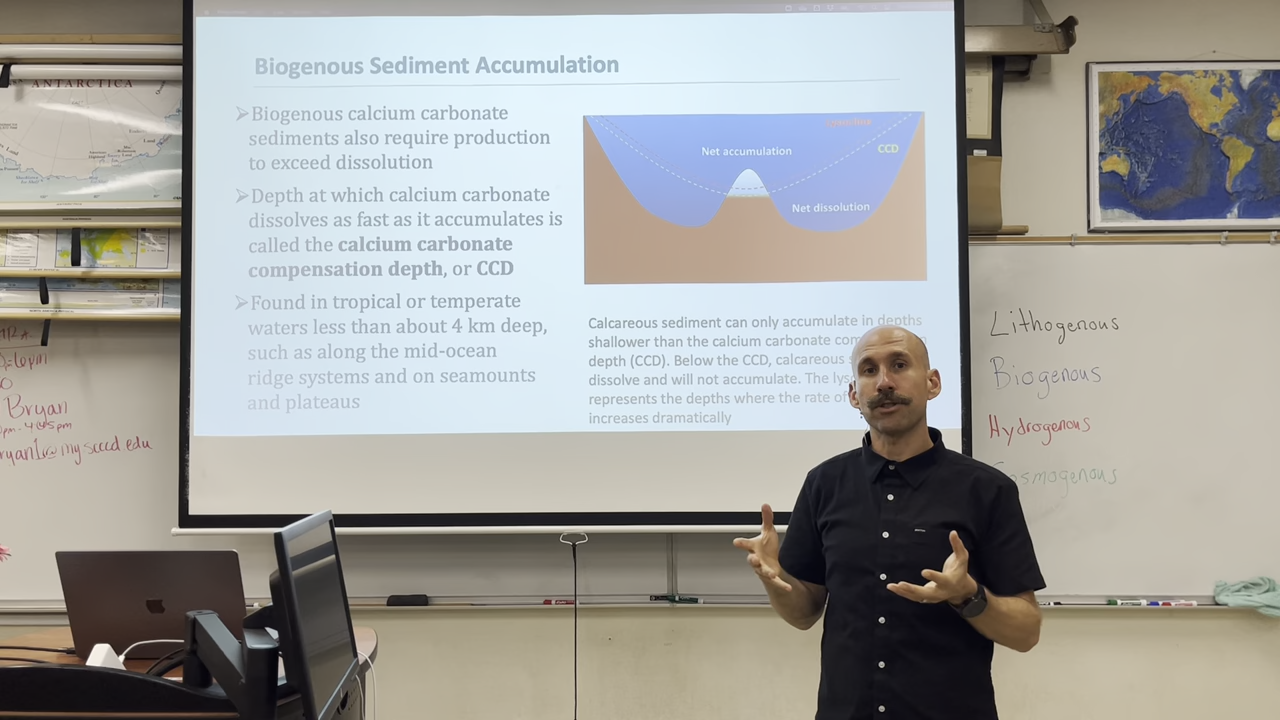 Biogenous Sediment Accumulation
➢Biogenous calcium carbonate
sediments also require production
to exceed dissolution
➢Depth at which calcium carbonate
dissolves as fast as it accumulates is
called the calcium carbonate
compensation depth, or CCD
➢Found in tropical or temperate
waters less than about 4 km deep,
such as along the mid-ocean
ridge systems and on seamounts
and plateaus
CCD
Net accumulation
Net dissolution
Calcareous sediment can only accumulate in depths
shallower than the calcium carbonate
depth (CCD). Below the CCD, calcareous
dissolve and will not accumulate. The
represents the depths where the rate of
increases dramatically
ANTARCTICA
Bryan
Lithogenous
Biogenous
Hydrogenous